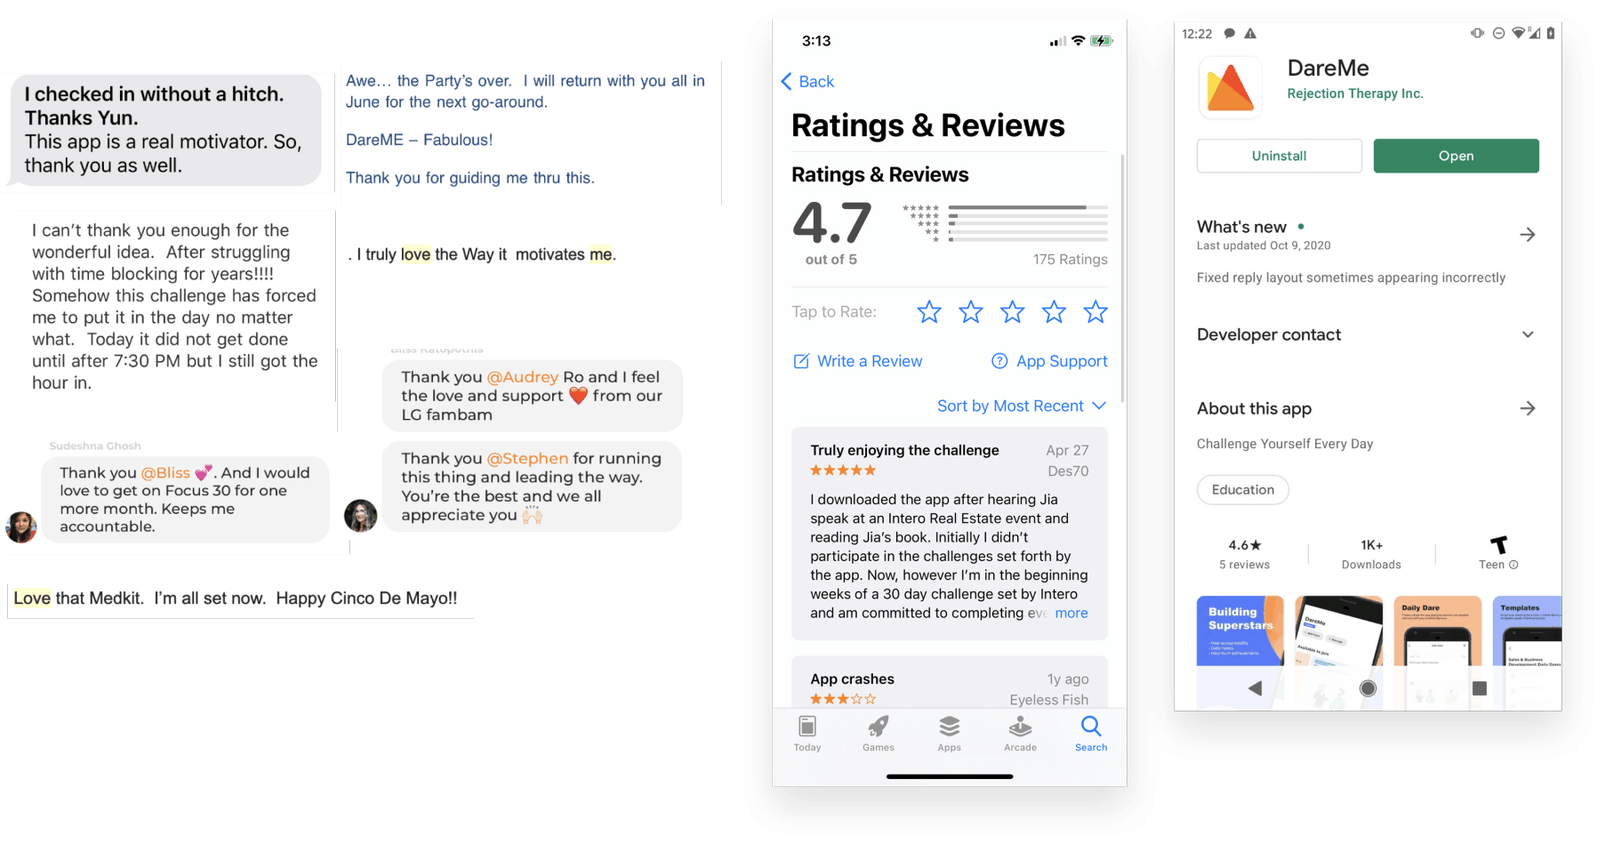 I checked in without a hitch.
Thanks Yun.
This app is a real motivator. So,
thank you as well.
Awe... the Party's over.  I will return with you all in
June for the next go-around.
DareME – Fabulous!
Thank you for guiding me thru this.
I can't thank you enough for the
wonderful idea.  After struggling
with time blocking for years!!!!
Somehow this challenge has forced
me to put it in the day no matter
what.  Today it did not get done
until after 7:30 PM but I still got the
hour in.
. I truly love the Way it  motivates me.
Thank you @Audrey Ro and I feel
the love and support ❤️ from our
LG fambam
Sudeshna Ghosh
Thank you @Bliss 💕. And I would
love to get on Focus 30 for one
more month. Keeps me
accountable.
Thank you @Stephen for running
this thing and leading the way.
You're the best and we all
appreciate you 🙌🏻
Love that Medkit.  I'm all set now.  Happy Cinco De Mayo!!
3:13
Back
Ratings & Reviews
Ratings & Reviews
4.7
out of 5
175 Ratings
Tap to Rate:
Write a Review
App Support
Sort by Most Recent
Truly enjoying the challenge
Apr 27
★★★★★
Des70
I downloaded the app after hearing Jia
speak at an Intero Real Estate event and
reading Jia's book. Initially I didn't
participate in the challenges set forth by
the app. Now, however I'm in the beginning
weeks of a 30 day challenge set by Intero
and am committed to completing eve more
App crashes
1y ago
★★★☆☆
Eyeless Fish
Today
Games
Apps
Arcade
Search
12:22
DareMe
Rejection Therapy Inc.
Uninstall
Open
What's new
Last updated Oct 9, 2020
Fixed reply layout sometimes appearing incorrectly
Developer contact
About this app
Challenge Yourself Every Day
Education
4.6★
5 reviews
1K+
Downloads
T
Teen
Building
Superstars
DareMe
Available to join
Daily Dare
Templates